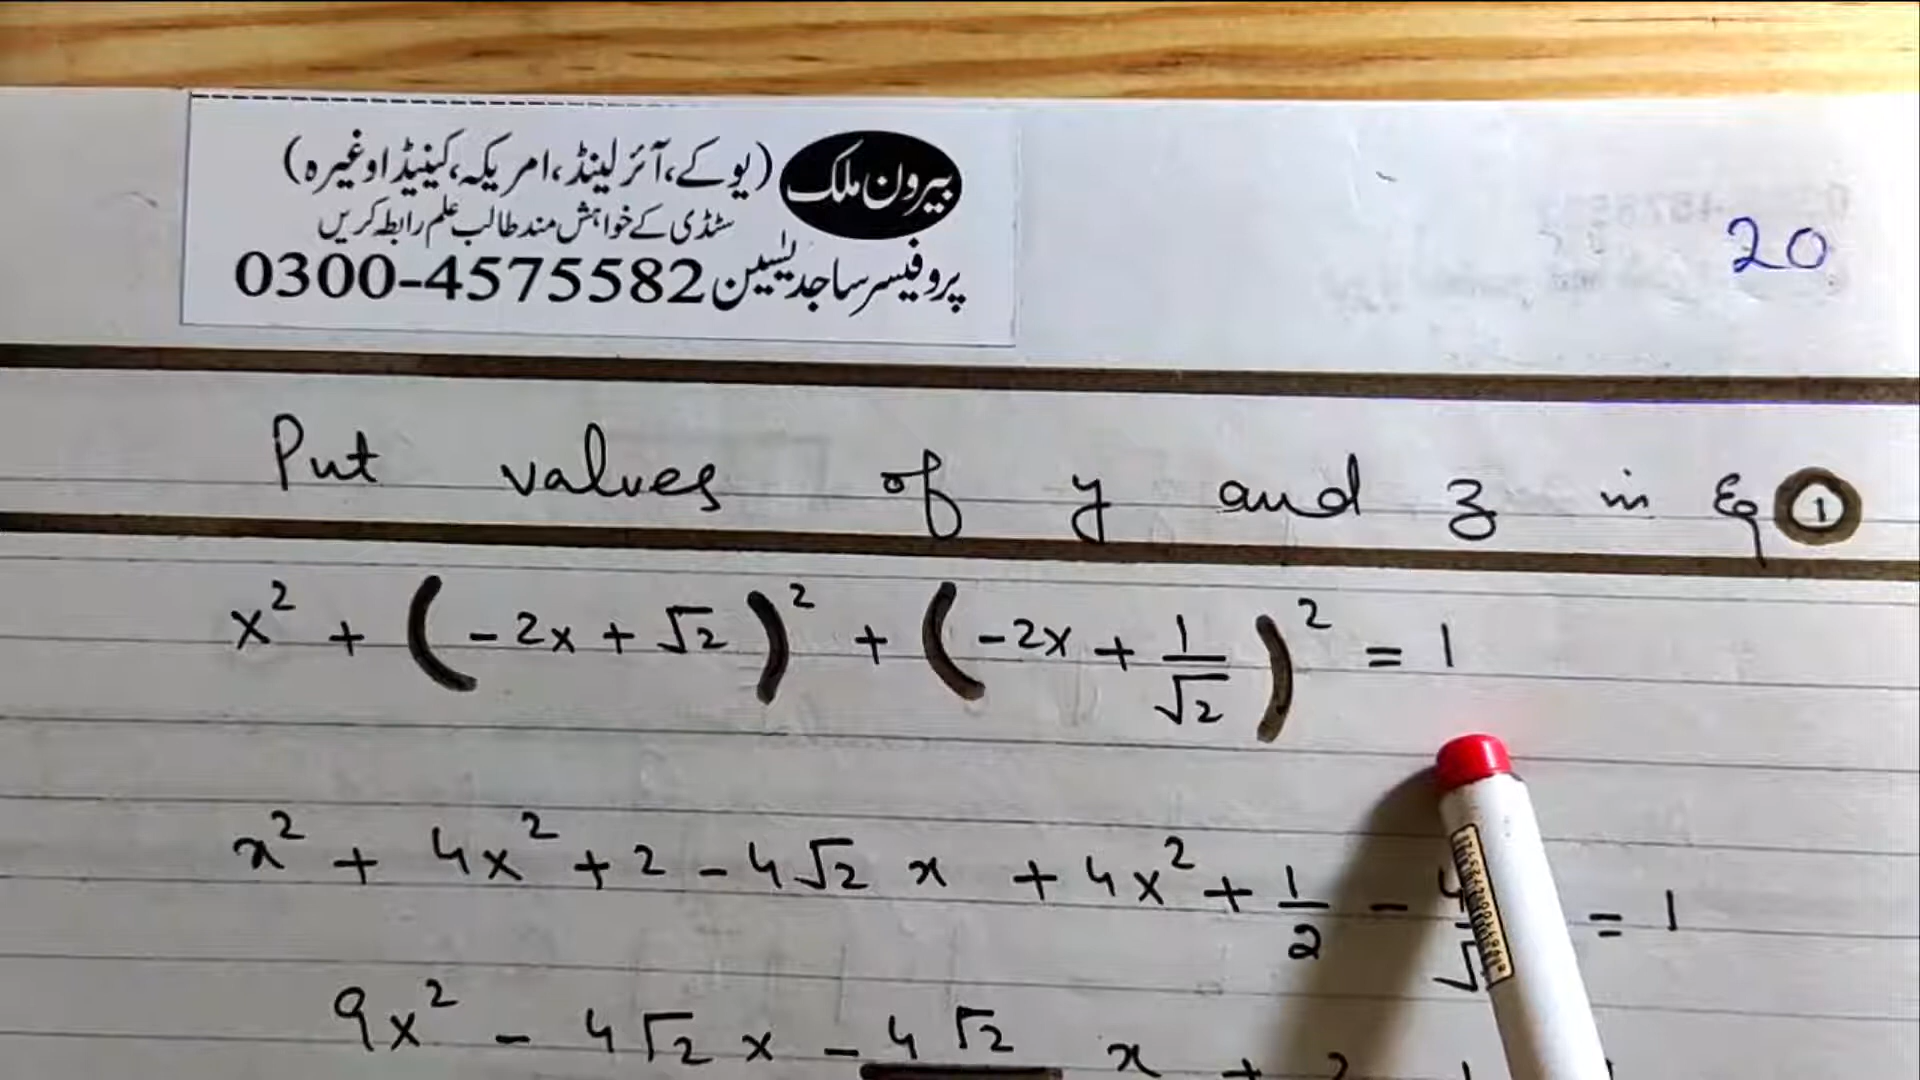 بیرون ملک (یوکے، آئرلینڈ، امریکہ، کینیڈا وغیرہ)
سٹڈی کے خواہش مند طالب علم رابطہ کریں
پروفیسر ساجد یٰسین 0300-4575582
20
Put values of y and z in Eq ①
x² + (-2x + √2)² + (-2x + 1/√2)² = 1
x² + 4x² + 2 - 4√2 x + 4x² + 1/2 - 4/√ = 1
9x² - 4√2 x - 4√2 x +